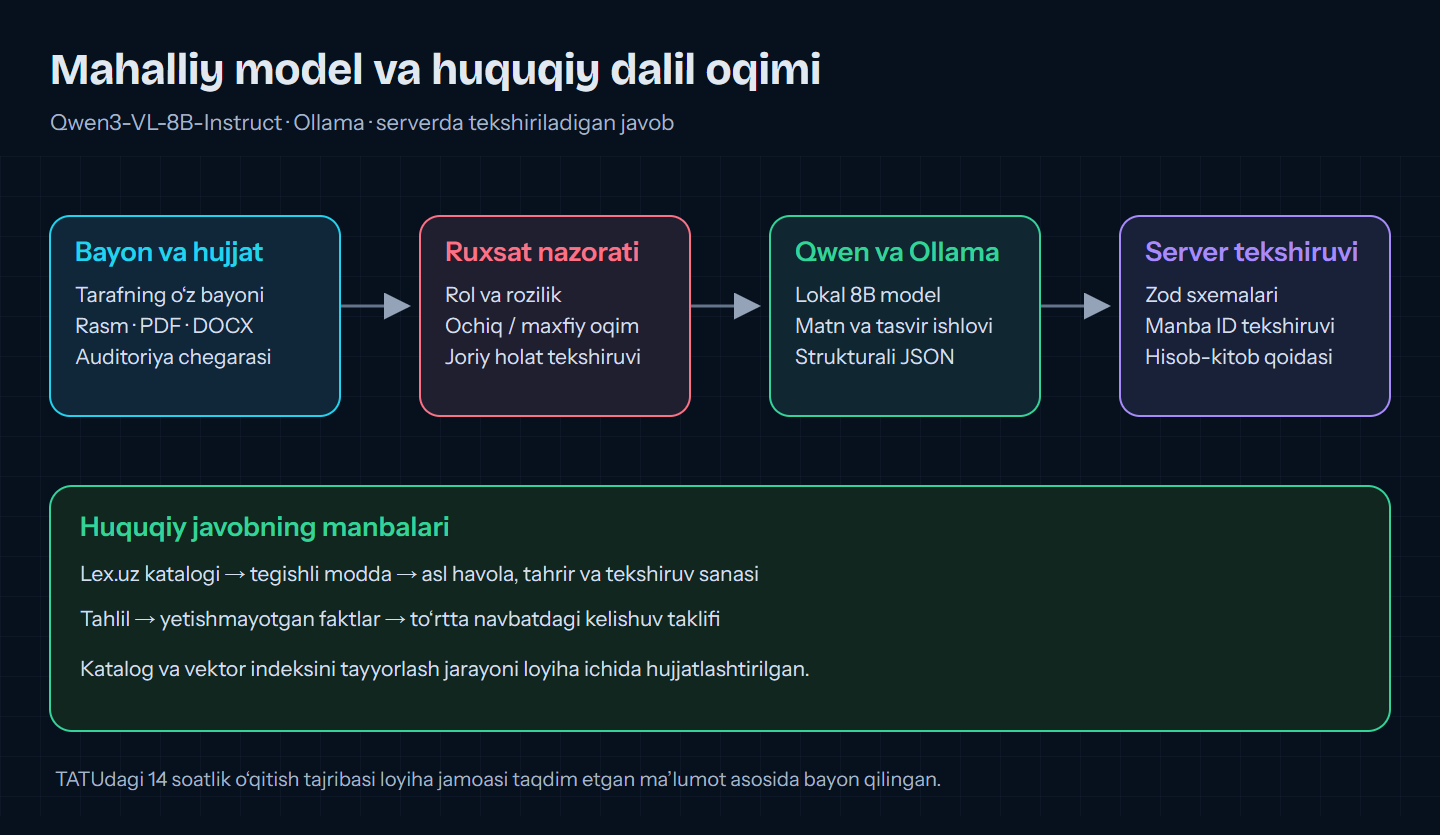 Mahalliy model va huquqiy dalil oqimi
Qwen3-VL-8B-Instruct · Ollama · serverda tekshiriladigan javob
Bayon va hujjat
Tarafning o‘z bayoni
Rasm · PDF · DOCX
Auditoriya chegarasi
Ruxsat nazorati
Rol va rozilik
Ochiq / maxfiy oqim
Joriy holat tekshiruvi
Qwen va Ollama
Lokal 8B model
Matn va tasvir ishlovi
Strukturali JSON
Server tekshiruvi
Zod sxemalari
Manba ID tekshiruvi
Hisob-kitob qoidasi
Huquqiy javobning manbalari
Lex.uz katalogi → tegishli modda → asl havola, tahrir va tekshiruv sanasi
Tahlil → yetishmayotgan faktlar → to‘rtta navbatdagi kelishuv taklifi
Katalog va vektor indeksini tayyorlash jarayoni loyiha ichida hujjatlashtirilgan.
TATUdagi 14 soatlik o‘qitish tajribasi loyiha jamoasi taqdim etgan ma’lumot asosida bayon qilingan.